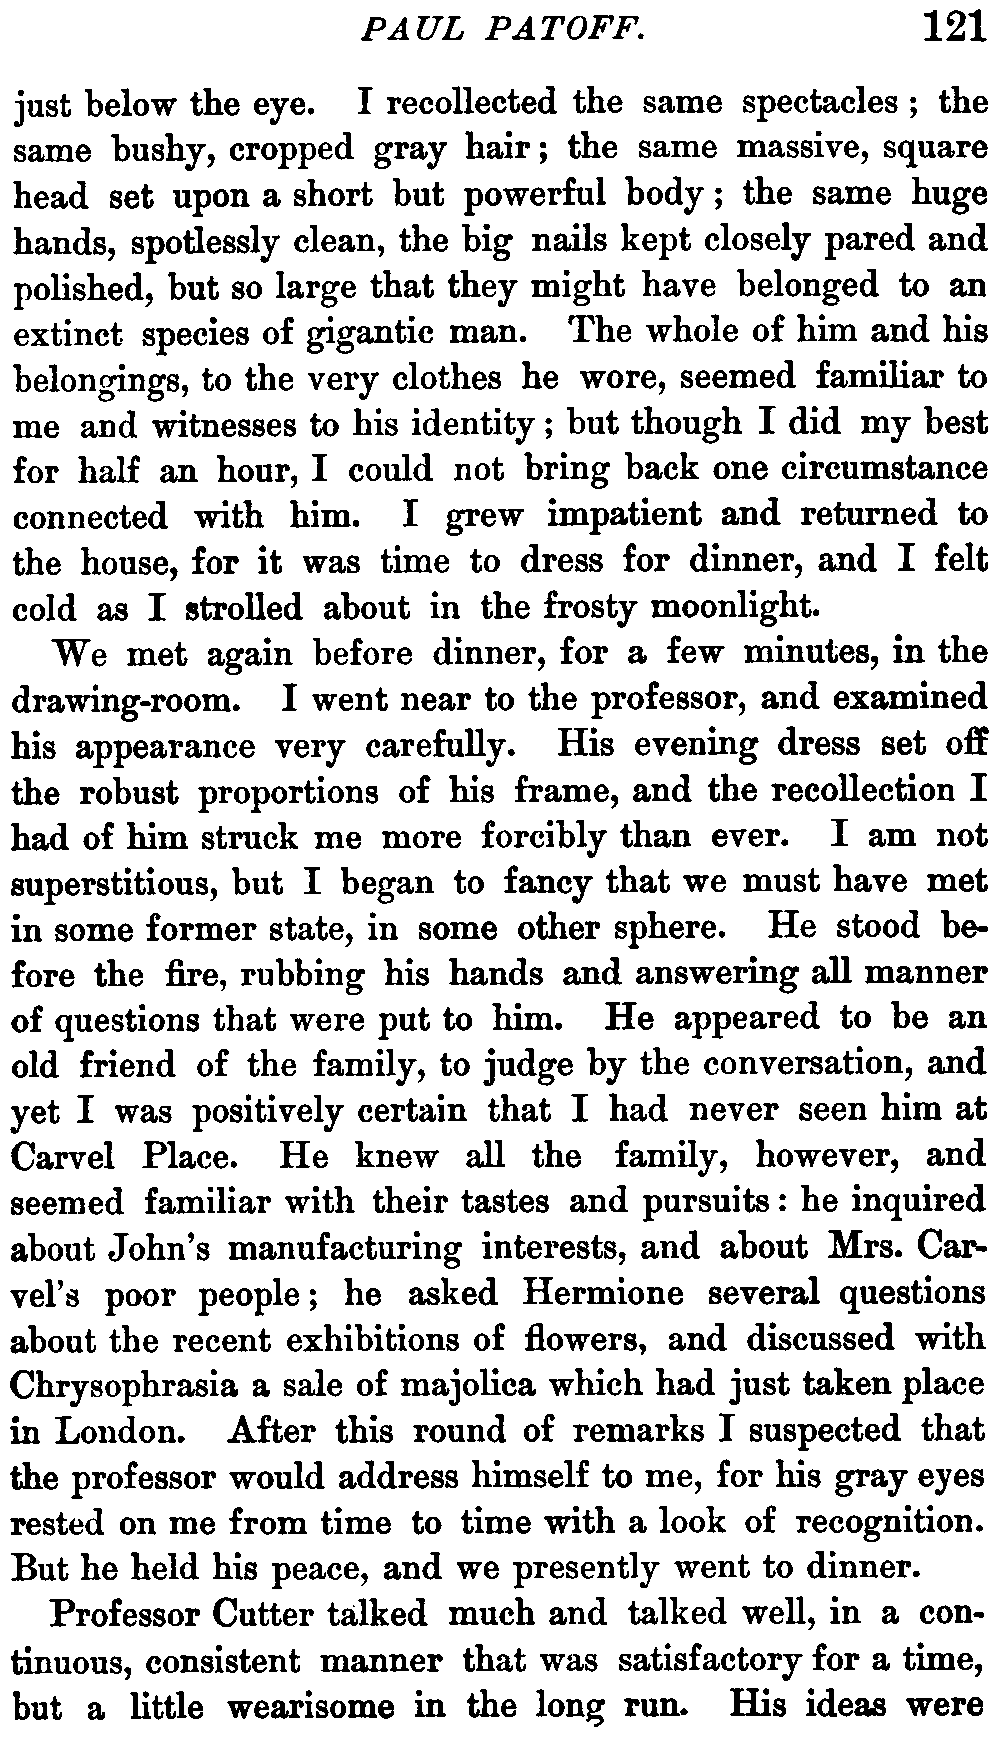 PAUL PATOFF. 121
just below the eye. I recollected the same spectacles ; the
same bushy, cropped gray hair ; the same massive, square
head set upon a short but powerful body ; the same huge
hands, spotlessly clean, the big nails kept closely pared and
polished, but so large that they might have belonged to an
extinct species of gigantic man. The whole of him and his
belongings, to the very clothes he wore, seemed familiar to
me and witnesses to his identity ; but though I did my best
for half an hour, I could not bring back one circumstance
connected with him. I grew impatient and returned to
the house, for it was time to dress for dinner, and I felt
cold as I strolled about in the frosty moonlight.
We met again before dinner, for a few minutes, in the
drawing-room. I went near to the professor, and examined
his appearance very carefully. His evening dress set off
the robust proportions of his frame, and the recollection I
had of him struck me more forcibly than ever. I am not
superstitious, but I began to fancy that we must have met
in some former state, in some other sphere. He stood be-
fore the fire, rubbing his hands and answering all manner
of questions that were put to him. He appeared to be an
old friend of the family, to judge by the conversation, and
yet I was positively certain that I had never seen him at
Carvel Place. He knew all the family, however, and
seemed familiar with their tastes and pursuits : he inquired
about John's manufacturing interests, and about Mrs. Car-
vel's poor people ; he asked Hermione several questions
about the recent exhibitions of flowers, and discussed with
Chrysophrasia a sale of majolica which had just taken place
in London. After this round of remarks I suspected that
the professor would address himself to me, for his gray eyes
rested on me from time to time with a look of recognition.
But he held his peace, and we presently went to dinner.
Professor Cutter talked much and talked well, in a con-
tinuous, consistent manner that was satisfactory for a time,
but a little wearisome in the long run. His ideas were